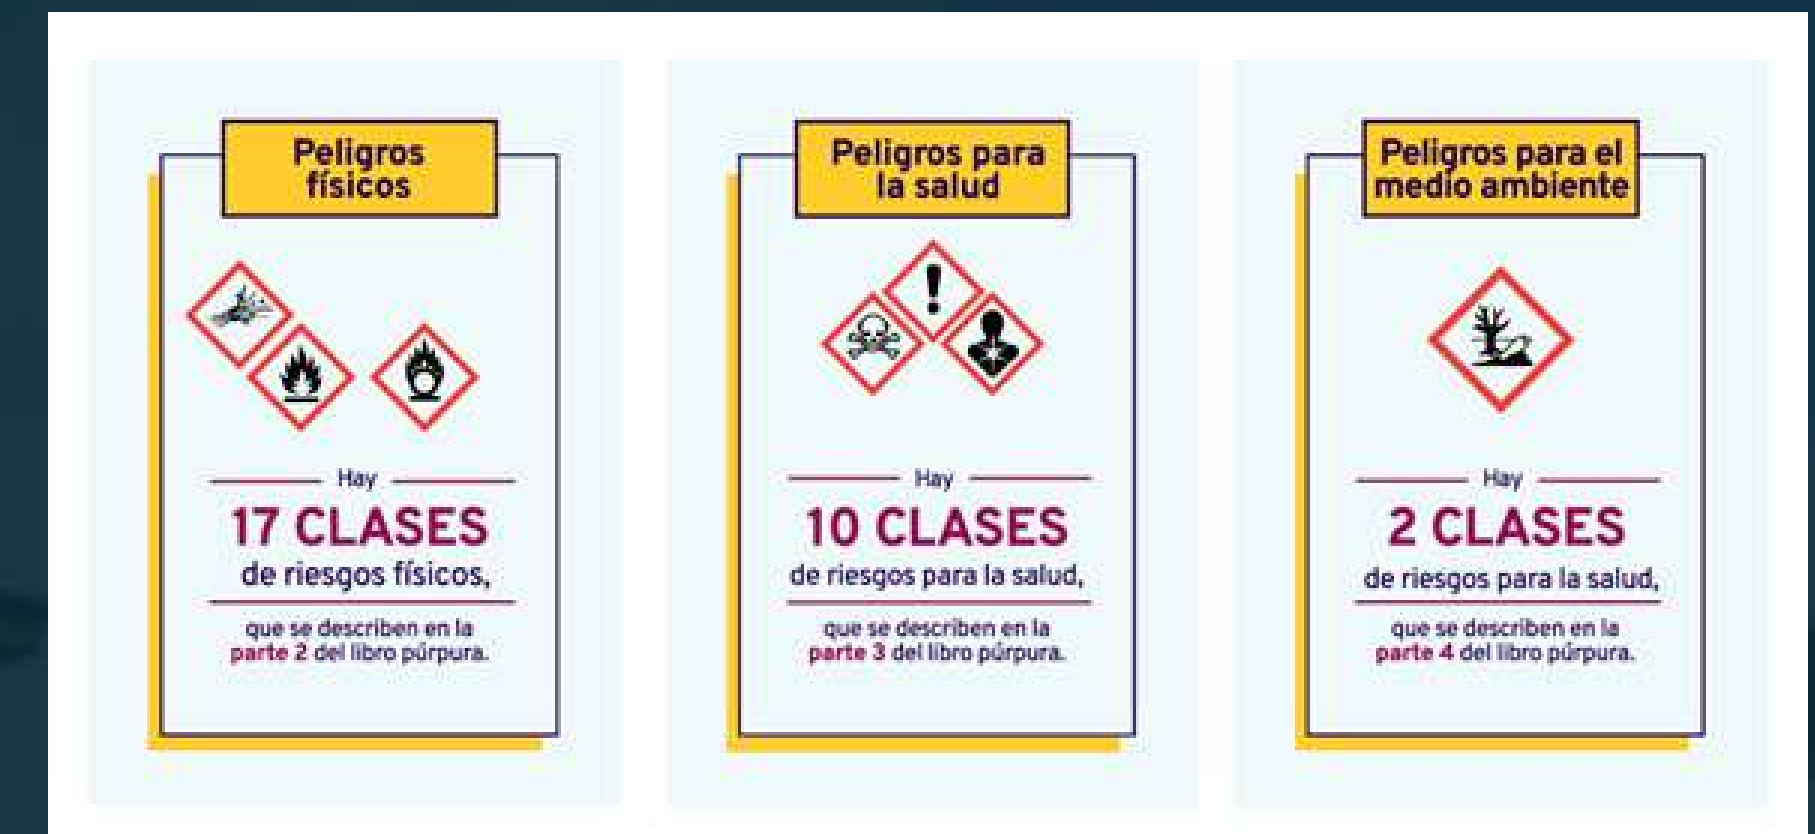 Peligros
físicos
Hay
17 CLASES
de riesgos físicos,
que se describen en la
parte 2 del libro púrpura.
Peligros para
la salud
Hay
10 CLASES
de riesgos para la salud,
que se describen en la
parte 3 del libro púrpura.
Peligros para el
medio ambiente
Hay
2 CLASES
de riesgos para la salud,
que se describen en la
parte 4 del libro púrpura.